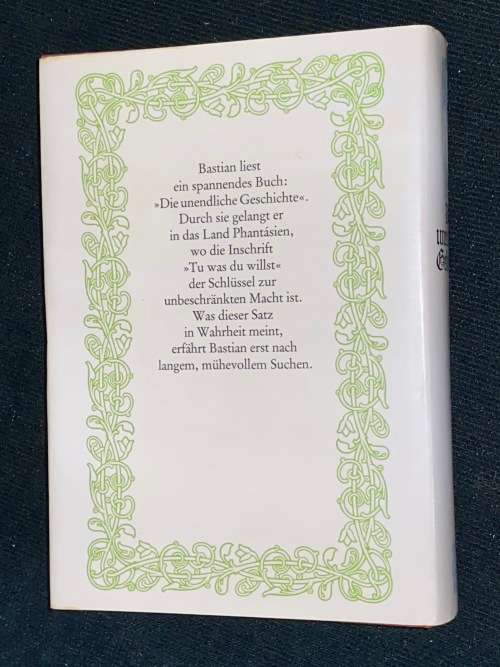 Bastian liest
ein spannendes Buch:
»Die unendliche Geschichte«.
Durch sie gelangt er
in das Land Phantásien,
wo die Inschrift
»Tu was du willst«
der Schlüssel zur
unbeschränkten Macht ist.
Was dieser Satz
in Wahrheit meint,
erfährt Bastian erst nach
langem, mühevollem Suchen.